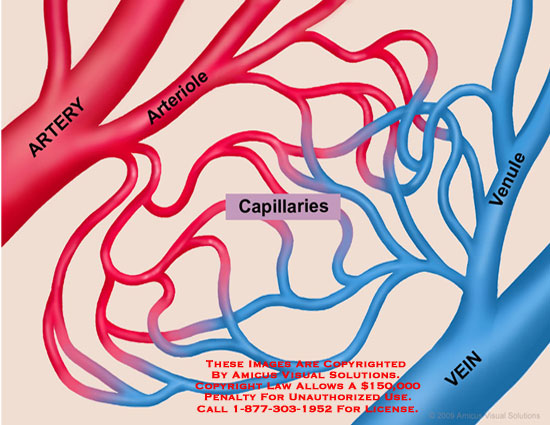 ARTERY
Arteriole
Capillaries
Venule
VEIN
THESE IMAGES ARE COPYRIGHTED
BY AMICUS VISUAL SOLUTIONS.
COPYRIGHT LAW ALLOWS A $150,000
PENALTY FOR UNAUTHORIZED USE.
CALL 1-877-303-1952 FOR LICENSE.
© 2009 Amicus Visual Solutions